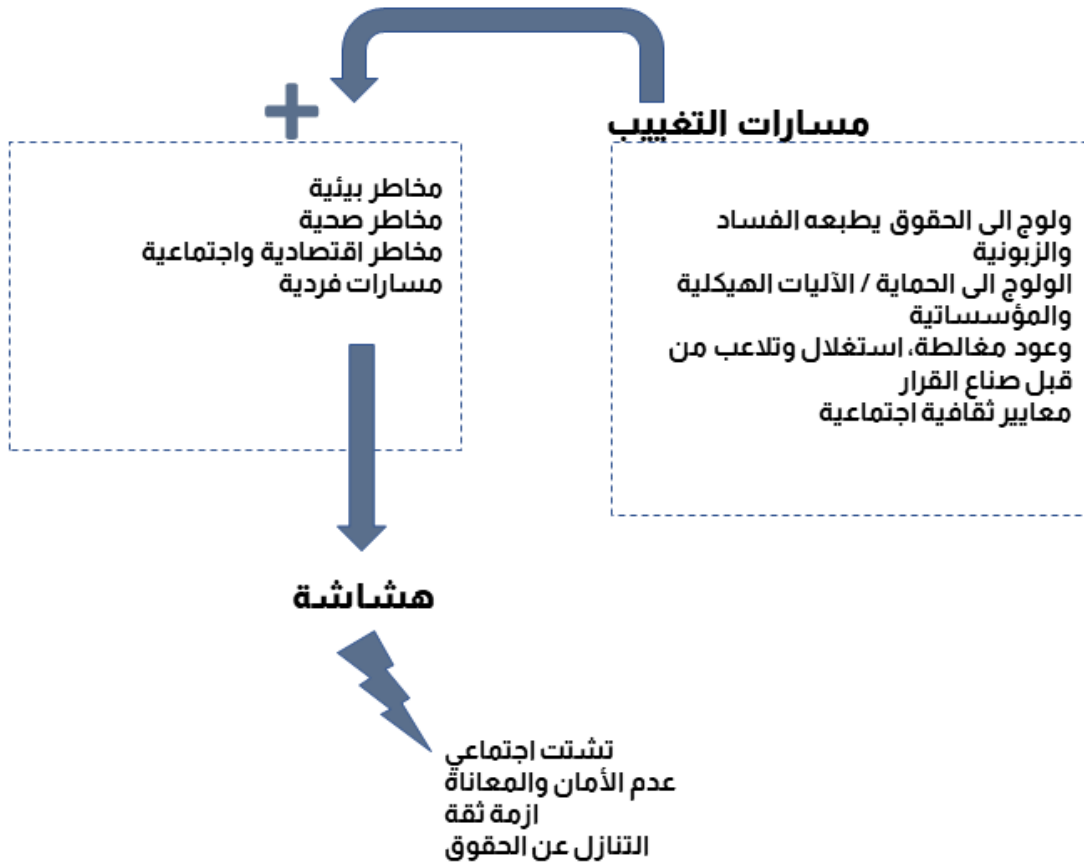 مسارات التغييب
ولوج الى الحقوق يطبعه الفساد
والزبونية
الولوج الى الحماية / الآليات الهيكلية
والمؤسساتية
وعود مغالطة، استغلال وتلاعب من
قبل صناع القرار
معايير ثقافية اجتماعية
+
مخاطر بيئية
مخاطر صحية
مخاطر اقتصادية واجتماعية
مسارات فردية
هشاشة
تشتت اجتماعي
عدم الأمان والمعاناة
ازمة ثقة
التنازل عن الحقوق